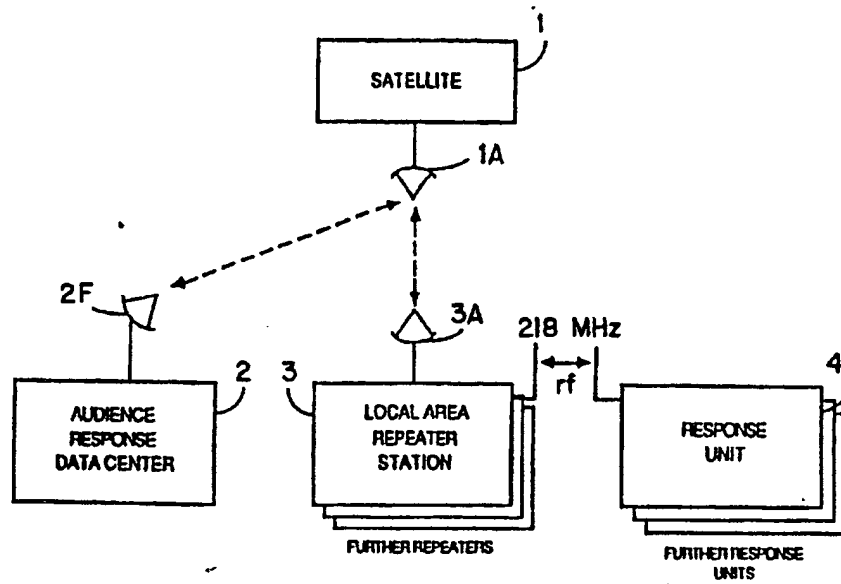 1
SATELLITE
1A
2F
3A
218 MHz
rf
2
AUDIENCE
RESPONSE
DATA CENTER
3
LOCAL AREA
REPEATER
STATION
4
RESPONSE
UNIT
FURTHER REPEATERS
FURTHER RESPONSE
UNITS